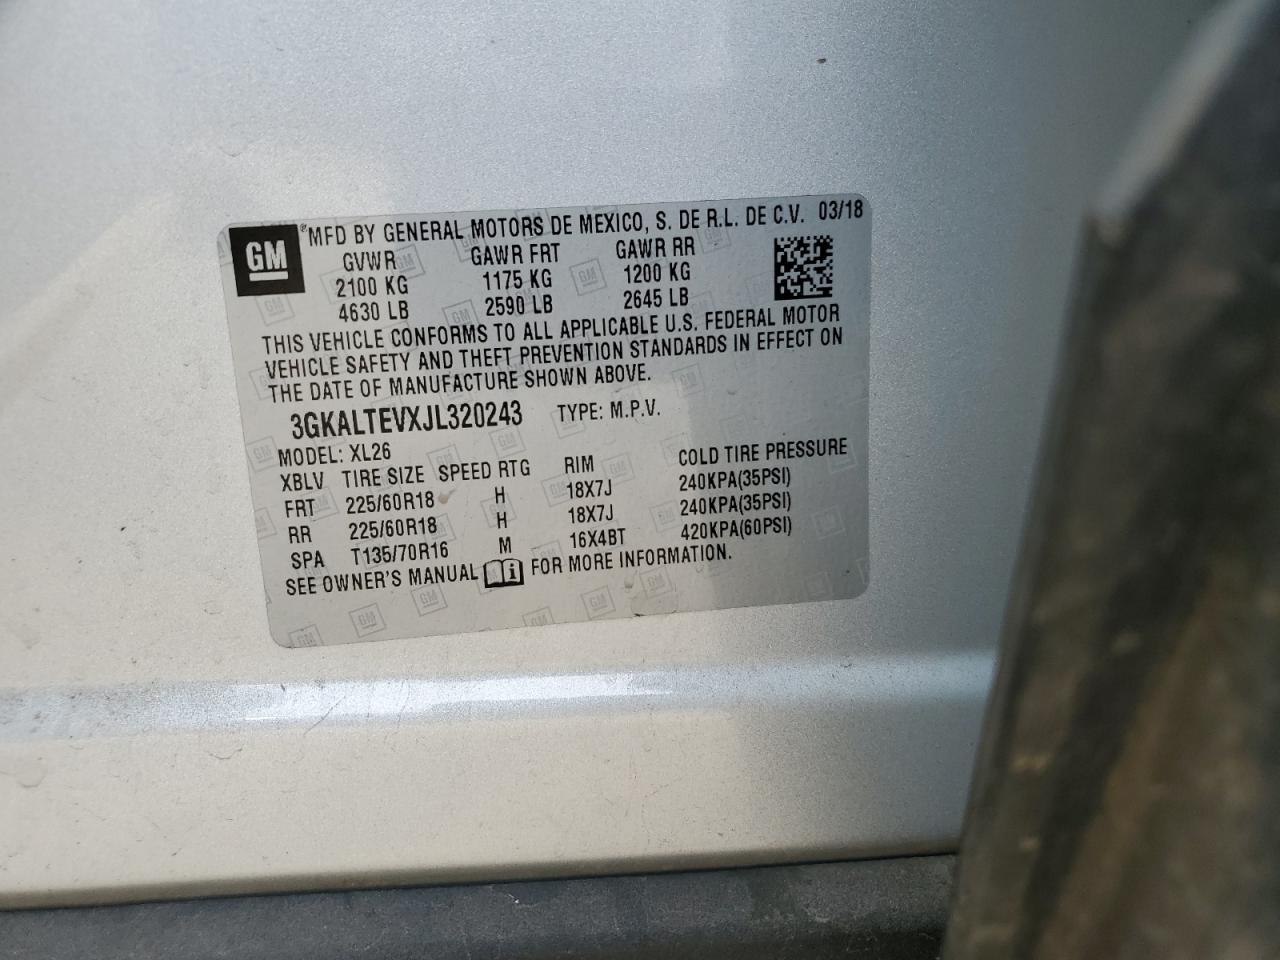 GM ®MFD BY GENERAL MOTORS DE MEXICO, S. DE R.L. DE C.V. 03/18
GVWR GAWR FRT GAWR RR
2100 KG 1175 KG 1200 KG
4630 LB 2590 LB 2645 LB
THIS VEHICLE CONFORMS TO ALL APPLICABLE U.S. FEDERAL MOTOR
VEHICLE SAFETY AND THEFT PREVENTION STANDARDS IN EFFECT ON
THE DATE OF MANUFACTURE SHOWN ABOVE.
3GKALTEVXJL320243 TYPE: M.P.V.
MODEL: XL26
XBLV TIRE SIZE SPEED RTG RIM COLD TIRE PRESSURE
FRT 225/60R18 H 18X7J 240KPA(35PSI)
RR 225/60R18 H 18X7J 240KPA(35PSI)
SPA T135/70R16 M 16X4BT 420KPA(60PSI)
SEE OWNER'S MANUAL i FOR MORE INFORMATION.